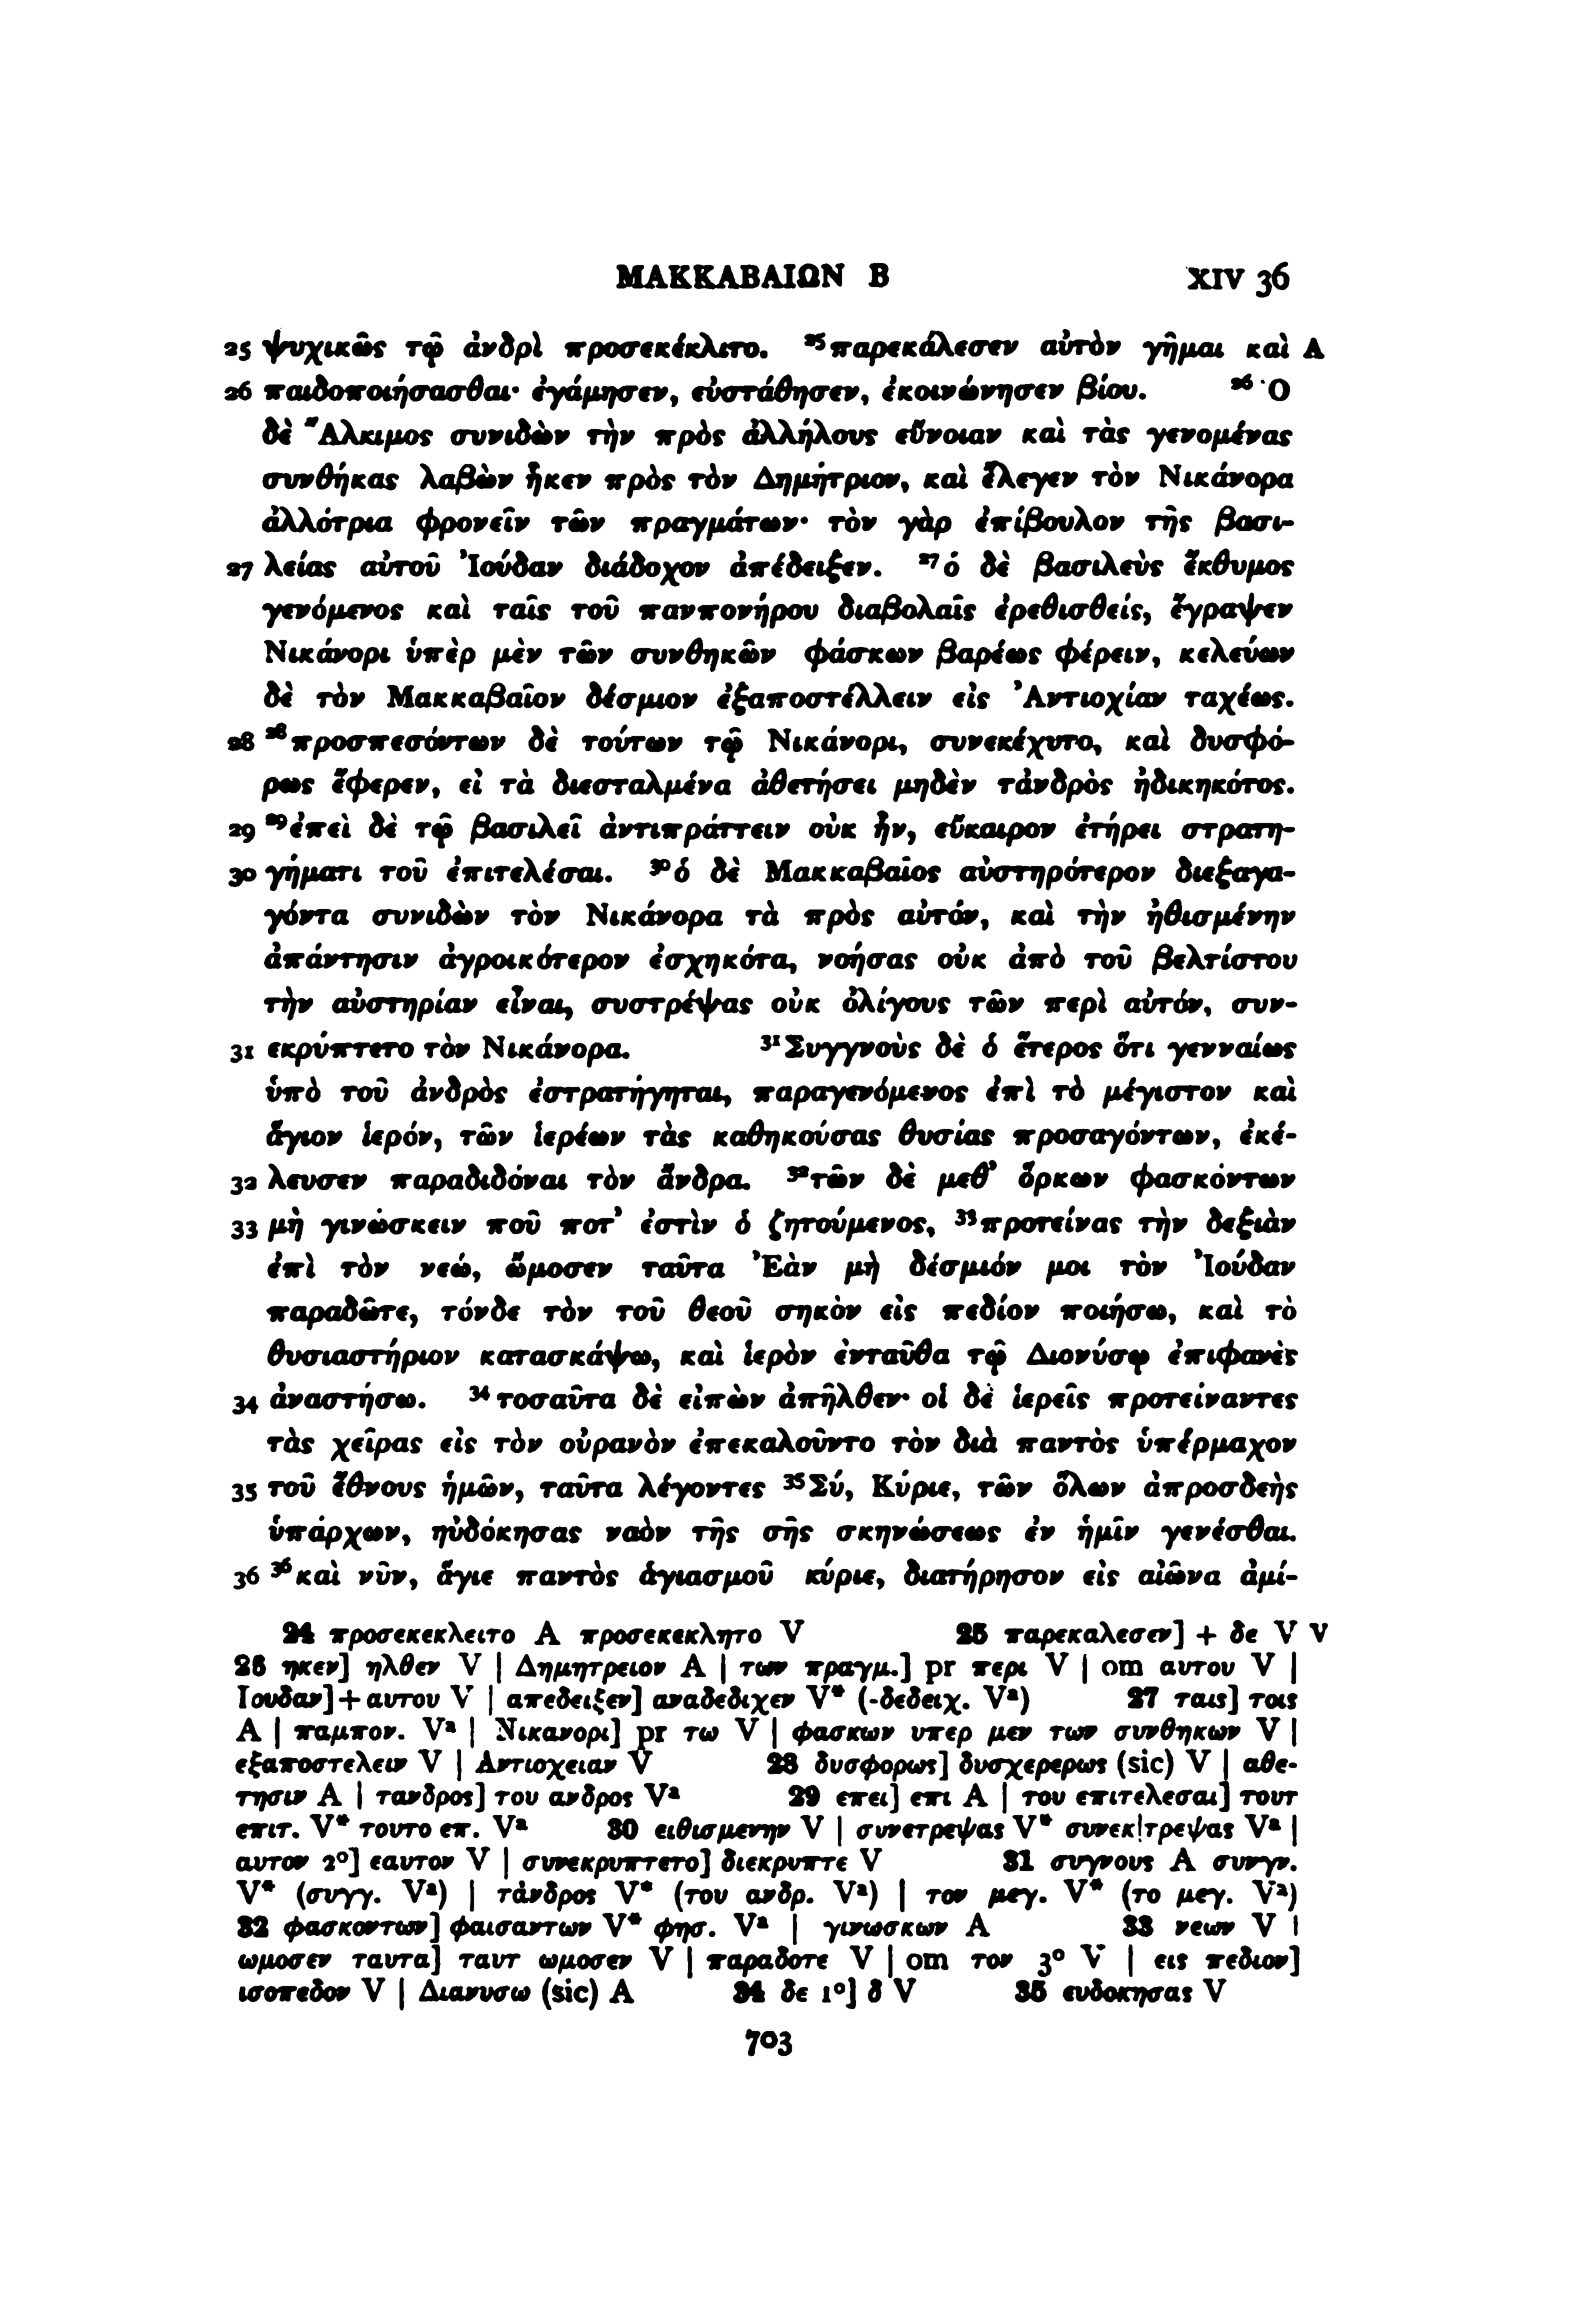 ΜΑΚΚΑΒΑΙΩΝ Β XIV 36
25 ψυχικῶς τῷ ἀνδρὶ προσεκέκλιτο. ²⁵παρεκάλεσεν αὐτὸν γῆμαι καὶ A
26 παιδοποιήσασθαι· ἐγάμησεν, εὐστάθησεν, ἐκοινώνησεν βίου. ²⁶Ὁ
δὲ Ἄλκιμος συνιδὼν τὴν πρὸς ἀλλήλους εὔνοιαν καὶ τὰς γενομένας
συνθήκας λαβὼν ἧκεν πρὸς τὸν Δημήτριον, καὶ ἔλεγεν τὸν Νικάνορα
ἀλλότρια φρονεῖν τῶν πραγμάτων· τὸν γὰρ ἐπίβουλον τῆς βασι-
27 λείας αὐτοῦ Ἰούδαν διάδοχον ἀπέδειξεν. ²⁷ὁ δὲ βασιλεὺς ἔκθυμος
γενόμενος καὶ ταῖς τοῦ πανπονήρου διαβολαῖς ἐρεθισθείς, ἔγραψεν
Νικάνορι ὑπὲρ μὲν τῶν συνθηκῶν φάσκων βαρέως φέρειν, κελεύων
δὲ τὸν Μακκαβαῖον δέσμιον ἐξαποστέλλειν εἰς Ἀντιοχίαν ταχέως.
28 ²⁸προσπεσόντων δὲ τούτων τῷ Νικάνορι, συνεκέχυτο, καὶ δυσφό-
ρως ἔφερεν, εἰ τὰ διεσταλμένα ἀθετήσει μηδὲν τἀνδρὸς ἠδικηκότος.
29 ²⁹ἐπεὶ δὲ τῷ βασιλεῖ ἀντιπράττειν οὐκ ἦν, εὔκαιρον ἐτήρει στρατη-
30 γήματι τοῦ ἐπιτελέσαι. ³⁰ὁ δὲ Μακκαβαῖος αὐστηρότερον διεξαγα-
γόντα συνιδὼν τὸν Νικάνορα τὰ πρὸς αὐτόν, καὶ τὴν ἠθισμένην
ἀπάντησιν ἀγροικότερον ἐσχηκότα, νοήσας οὐκ ἀπὸ τοῦ βελτίστου
τὴν αὐστηρίαν εἶναι, συστρέψας οὐκ ὀλίγους τῶν περὶ αὐτόν, συν-
31 εκρύπτετο τὸν Νικάνορα. ³¹Συγγνοὺς δὲ ὁ ἕτερος ὅτι γενναίως
ὑπὸ τοῦ ἀνδρὸς ἐστρατήγηται, παραγενόμενος ἐπὶ τὸ μέγιστον καὶ
ἅγιον ἱερόν, τῶν ἱερέων τὰς καθηκούσας θυσίας προσαγόντων, ἐκέ-
32 λευσεν παραδιδόναι τὸν ἄνδρα. ³²τῶν δὲ μεθ’ ὅρκων φασκόντων
33 μὴ γινώσκειν ποῦ ποτ’ ἐστὶν ὁ ζητούμενος, ³³προτείνας τὴν δεξιὰν
ἐπὶ τὸν νεώ, ὤμοσεν ταῦτα Ἐὰν μὴ δέσμιόν μοι τὸν Ἰούδαν
παραδῶτε, τόνδε τὸν τοῦ θεοῦ σηκὸν εἰς πεδίον ποιήσω, καὶ τὸ
θυσιαστήριον κατασκάψω, καὶ ἱερὸν ἐνταῦθα τῷ Διονύσῳ ἐπιφανὲς
34 ἀναστήσω. ³⁴τοσαῦτα δὲ εἰπὼν ἀπῆλθεν· οἱ δὲ ἱερεῖς προτείναντες
τὰς χεῖρας εἰς τὸν οὐρανὸν ἐπεκαλοῦντο τὸν διὰ παντὸς ὑπέρμαχον
35 τοῦ ἔθνους ἡμῶν, ταῦτα λέγοντες ³⁵Σύ, Κύριε, τῶν ὅλων ἀπροσδεὴς
ὑπάρχων, ηὐδόκησας ναὸν τῆς σῆς σκηνώσεως ἐν ἡμῖν γενέσθαι.
36 ³⁶καὶ νῦν, ἅγιε παντὸς ἁγιασμοῦ κύριε, διατήρησον εἰς αἰῶνα ἀμί-
24 προσεκεκλειτο A προσεκεκλητο V 25 παρεκαλεσεν] + δε V V
26 ηκεν] ηλθεν V | Δημητρειον A | των πραγμ.] pr περι V | om αυτου V |
Ιουδαν]+αυτου V | απεδειξεν] αναδεδιχεν V* (-δεδειχ. Vᵃ) 27 ταις] τοις
A | παμπον. Vᵃ | Νικανορι] pr τω V | φασκων υπερ μεν των συνθηκων V |
εξαποστελειν V | Αντιοχειαν V 28 δυσφορως] δυσχερερως (sic) V | αθε-
τησιν A | τανδρος] του ανδρος Vᵃ 29 επει] επι A | του επιτελεσαι] τουτ
επιτ. V* τουτο επ. Vᵃ 30 ειθισμενην V | συνετρεψας V* συνεκ|τρεψας Vᵃ |
αυτον 2°] εαυτον V | συνεκρυπτετο] διεκρυπτε V 31 συγνους A συνγν.
V* (συγγ. Vᵃ) | τἀνδρος V* (του ανδρ. Vᵃ) | τον μεγ. V* (το μεγ. Vᵃ)
32 φασκοντων] φαισαντων V* φησ. Vᵃ | γινωσκων A 33 νεων V |
ωμοσεν ταυτα] ταυτ ωμοσεν V | παραδοτε V | om τον 3° V | εις πεδιον]
ισοπεδον V | Διανυσω (sic) A 34 δε 1°] δ V 35 ευδοκησας V
703